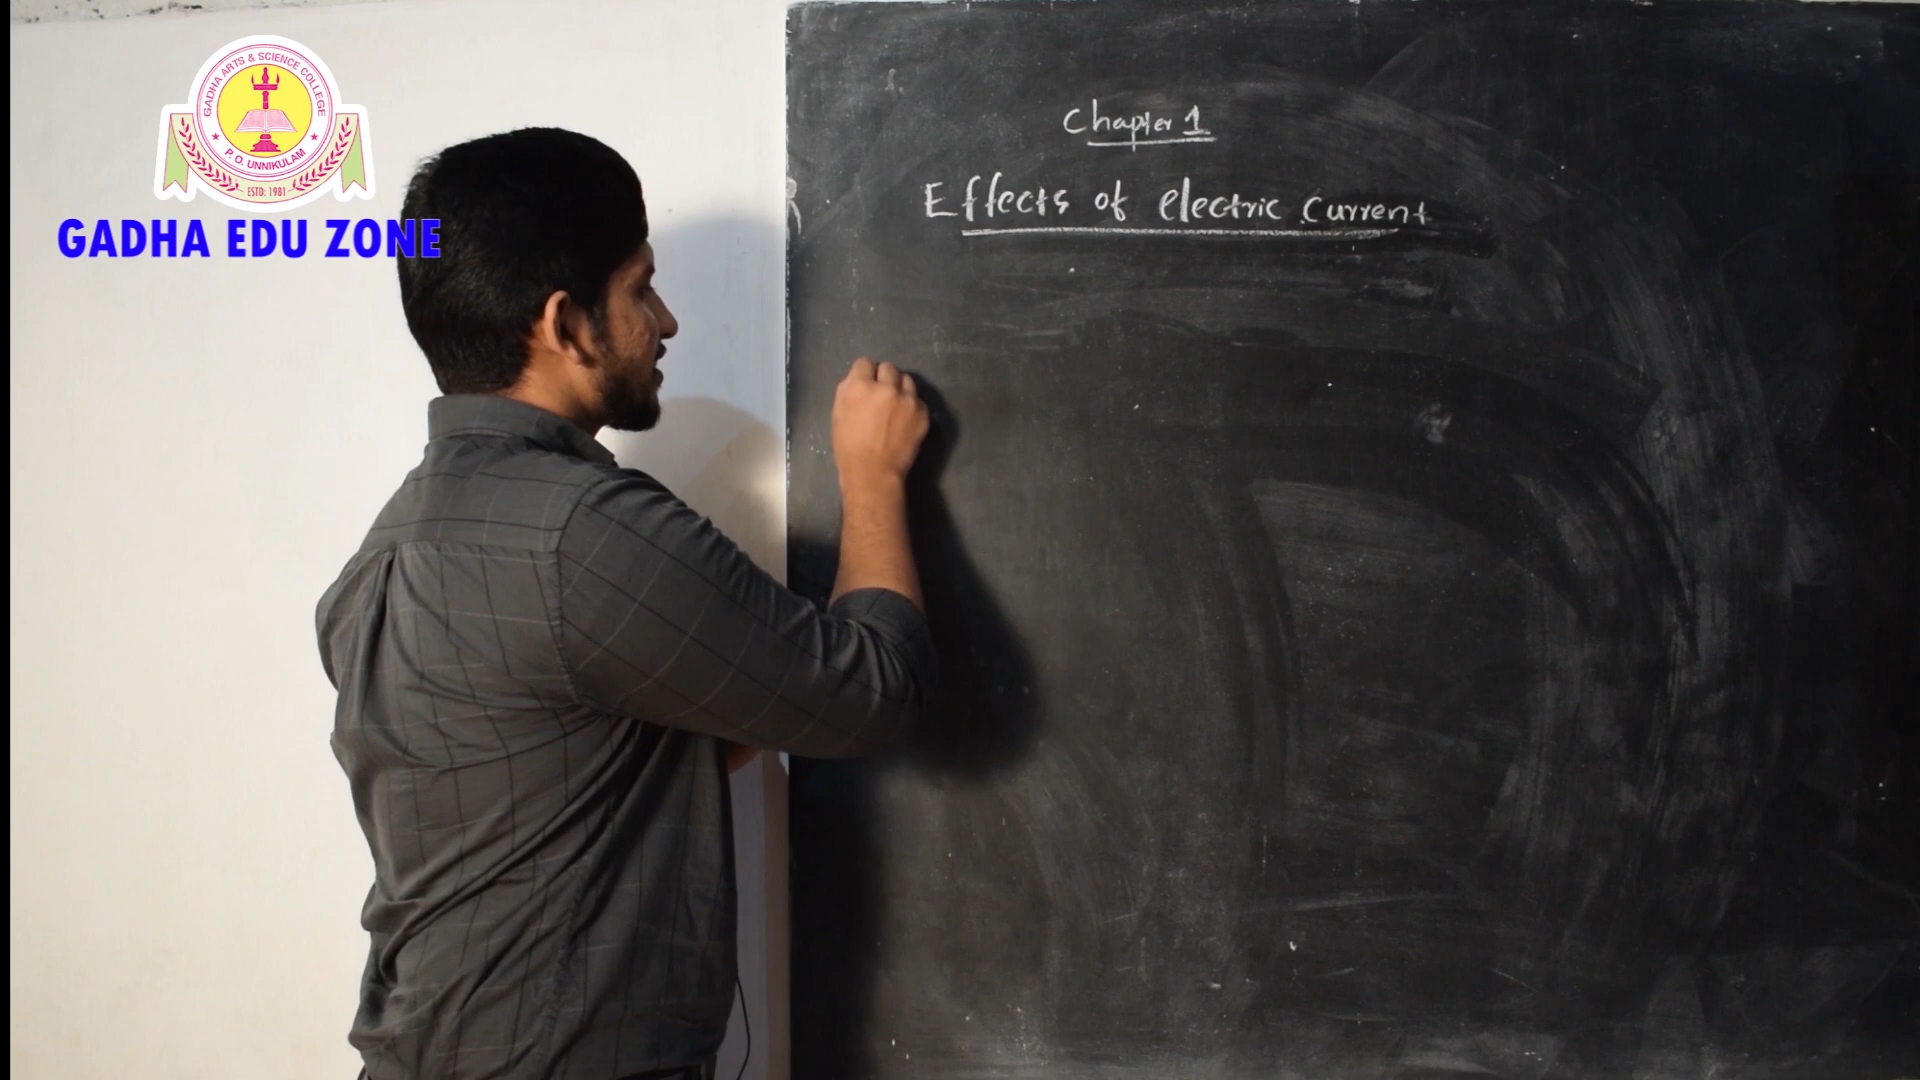 GADHA ARTS & SCIENCE COLLEGE
P. O. UNNIKULAM
ESTD: 1981
GADHA EDU ZONE
Chapter 1
Effects of electric current